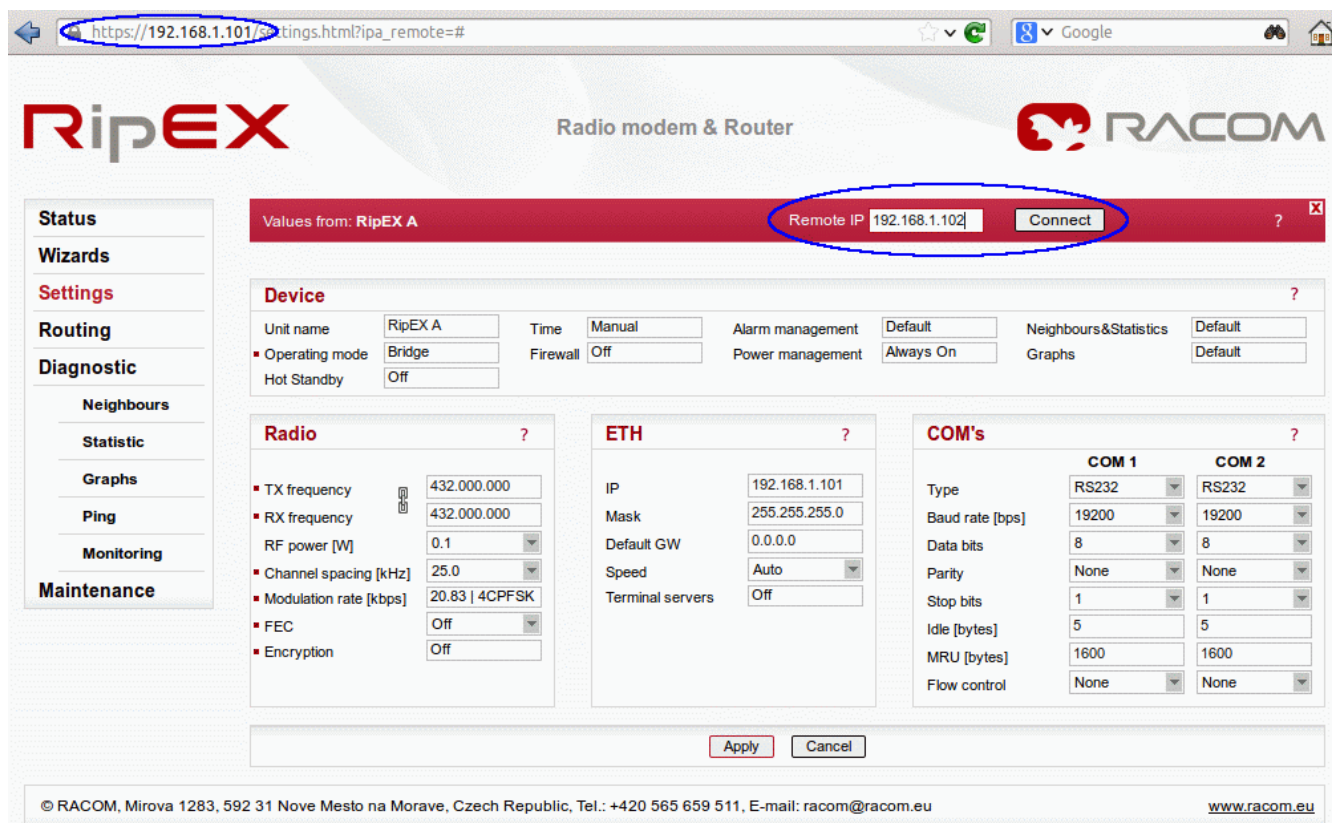 https://192.168.1.101/settings.html?ipa_remote=#
8 Google
RipEX
Radio modem & Router
RACOM
Status
Wizards
Settings
Routing
Diagnostic
Neighbours
Statistic
Graphs
Ping
Monitoring
Maintenance
Values from: RipEX A Remote IP 192.168.1.102 Connect ? X
Device ?
Unit name RipEX A Time Manual Alarm management Default Neighbours&Statistics Default
Operating mode Bridge Firewall Off Power management Always On Graphs Default
Hot Standby Off
Radio ?
TX frequency 432.000.000
RX frequency 432.000.000
RF power [W] 0.1
Channel spacing [kHz] 25.0
Modulation rate [kbps] 20.83 | 4CPFSK
FEC Off
Encryption Off
ETH ?
IP 192.168.1.101
Mask 255.255.255.0
Default GW 0.0.0.0
Speed Auto
Terminal servers Off
COM's ?
COM 1 COM 2
Type RS232 RS232
Baud rate [bps] 19200 19200
Data bits 8 8
Parity None None
Stop bits 1 1
Idle [bytes] 5 5
MRU [bytes] 1600 1600
Flow control None None
Apply Cancel
© RACOM, Mirova 1283, 592 31 Nove Mesto na Morave, Czech Republic, Tel.: +420 565 659 511, E-mail: racom@racom.eu www.racom.eu